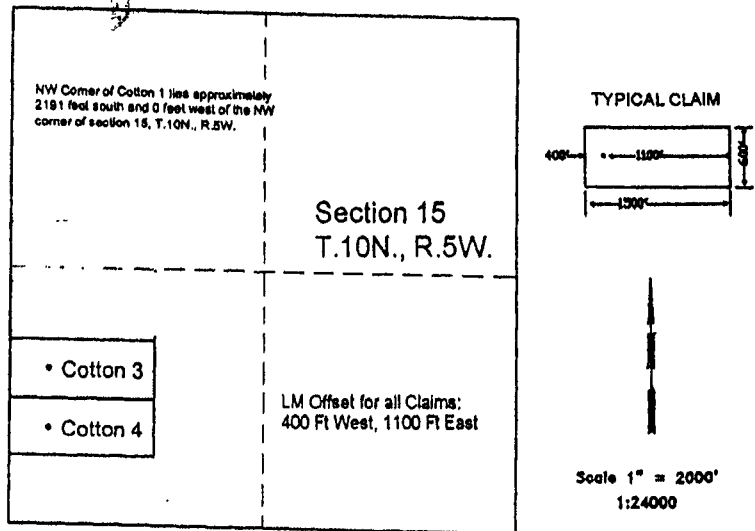 NW Corner of Cotton 1 lies approximately
2191 feet south and 0 feet west of the NW
corner of section 15, T.10N., R.5W.
TYPICAL CLAIM
400'
1100'
600'
1500'
Section 15
T.10N., R.5W.
• Cotton 3
• Cotton 4
LM Offset for all Claims:
400 Ft West, 1100 Ft East
Scale 1" = 2000'
1:24000